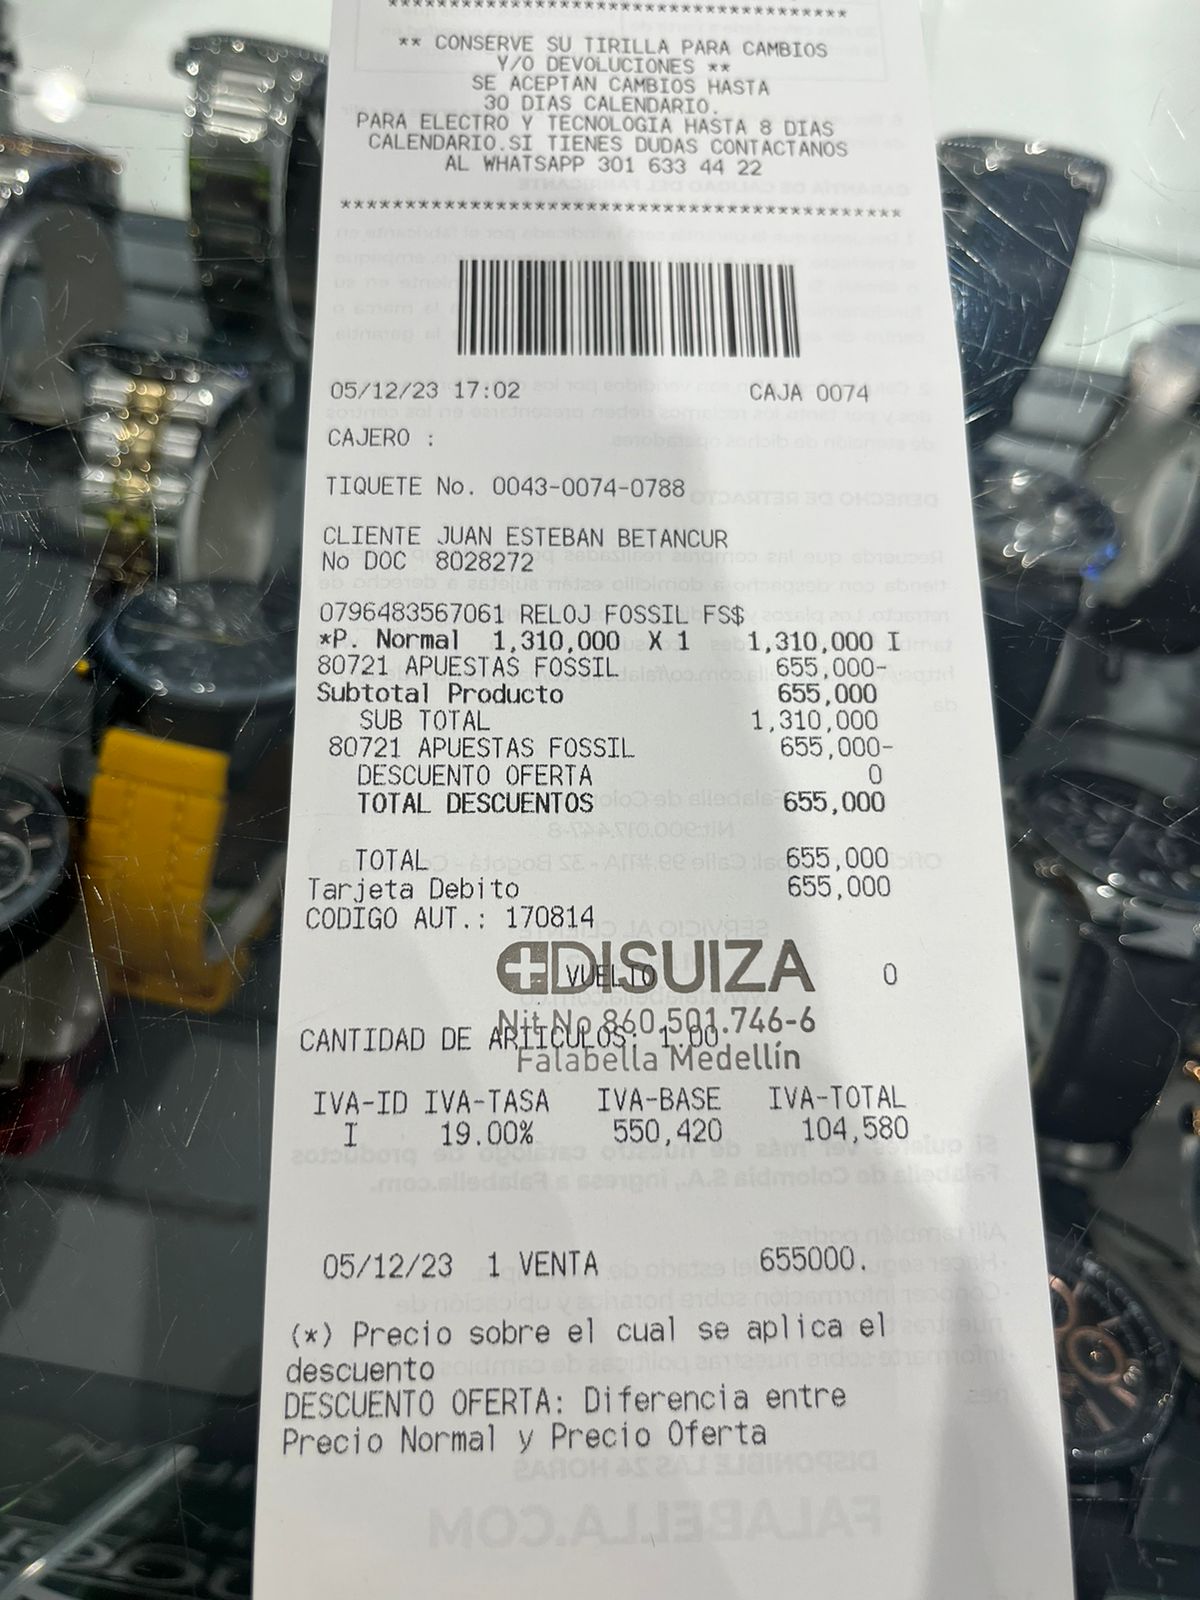 ****************************************
** CONSERVE SU TIRILLA PARA CAMBIOS
Y/O DEVOLUCIONES **
SE ACEPTAN CAMBIOS HASTA
30 DIAS CALENDARIO.
PARA ELECTRO Y TECNOLOGIA HASTA 8 DIAS
CALENDARIO.SI TIENES DUDAS CONTACTANOS
AL WHATSAPP 301 633 44 22
********************************************
05/12/23 17:02 CAJA 0074
CAJERO :
TIQUETE No. 0043-0074-0788
CLIENTE JUAN ESTEBAN BETANCUR
No DOC 8028272
0796483567061 RELOJ FOSSIL FS$
*P. Normal 1,310,000 X 1 1,310,000 I
80721 APUESTAS FOSSIL 655,000-
Subtotal Producto 655,000
SUB TOTAL 1,310,000
80721 APUESTAS FOSSIL 655,000-
DESCUENTO OFERTA 0
TOTAL DESCUENTOS 655,000
TOTAL 655,000
Tarjeta Debito 655,000
CODIGO AUT.: 170814
DISUIZA
VUELTO 0
Nit No 860.501.746-6
CANTIDAD DE ARTICULOS: 1.00
Falabella Medellín
IVA-ID IVA-TASA IVA-BASE IVA-TOTAL
I 19.00% 550,420 104,580
05/12/23 1 VENTA 655000.
(*) Precio sobre el cual se aplica el
descuento
DESCUENTO OFERTA: Diferencia entre
Precio Normal y Precio Oferta